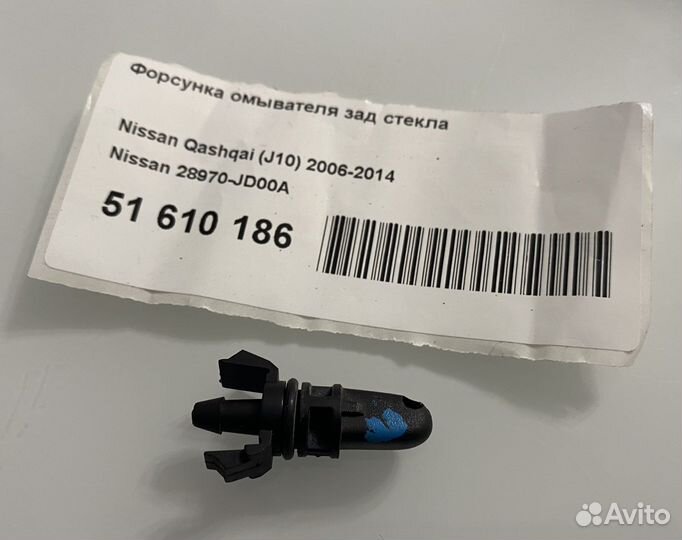 Форсунка омывателя зад стекла
Nissan Qashqai (J10) 2006-2014
Nissan 28970-JD00A
51 610 186
Avito